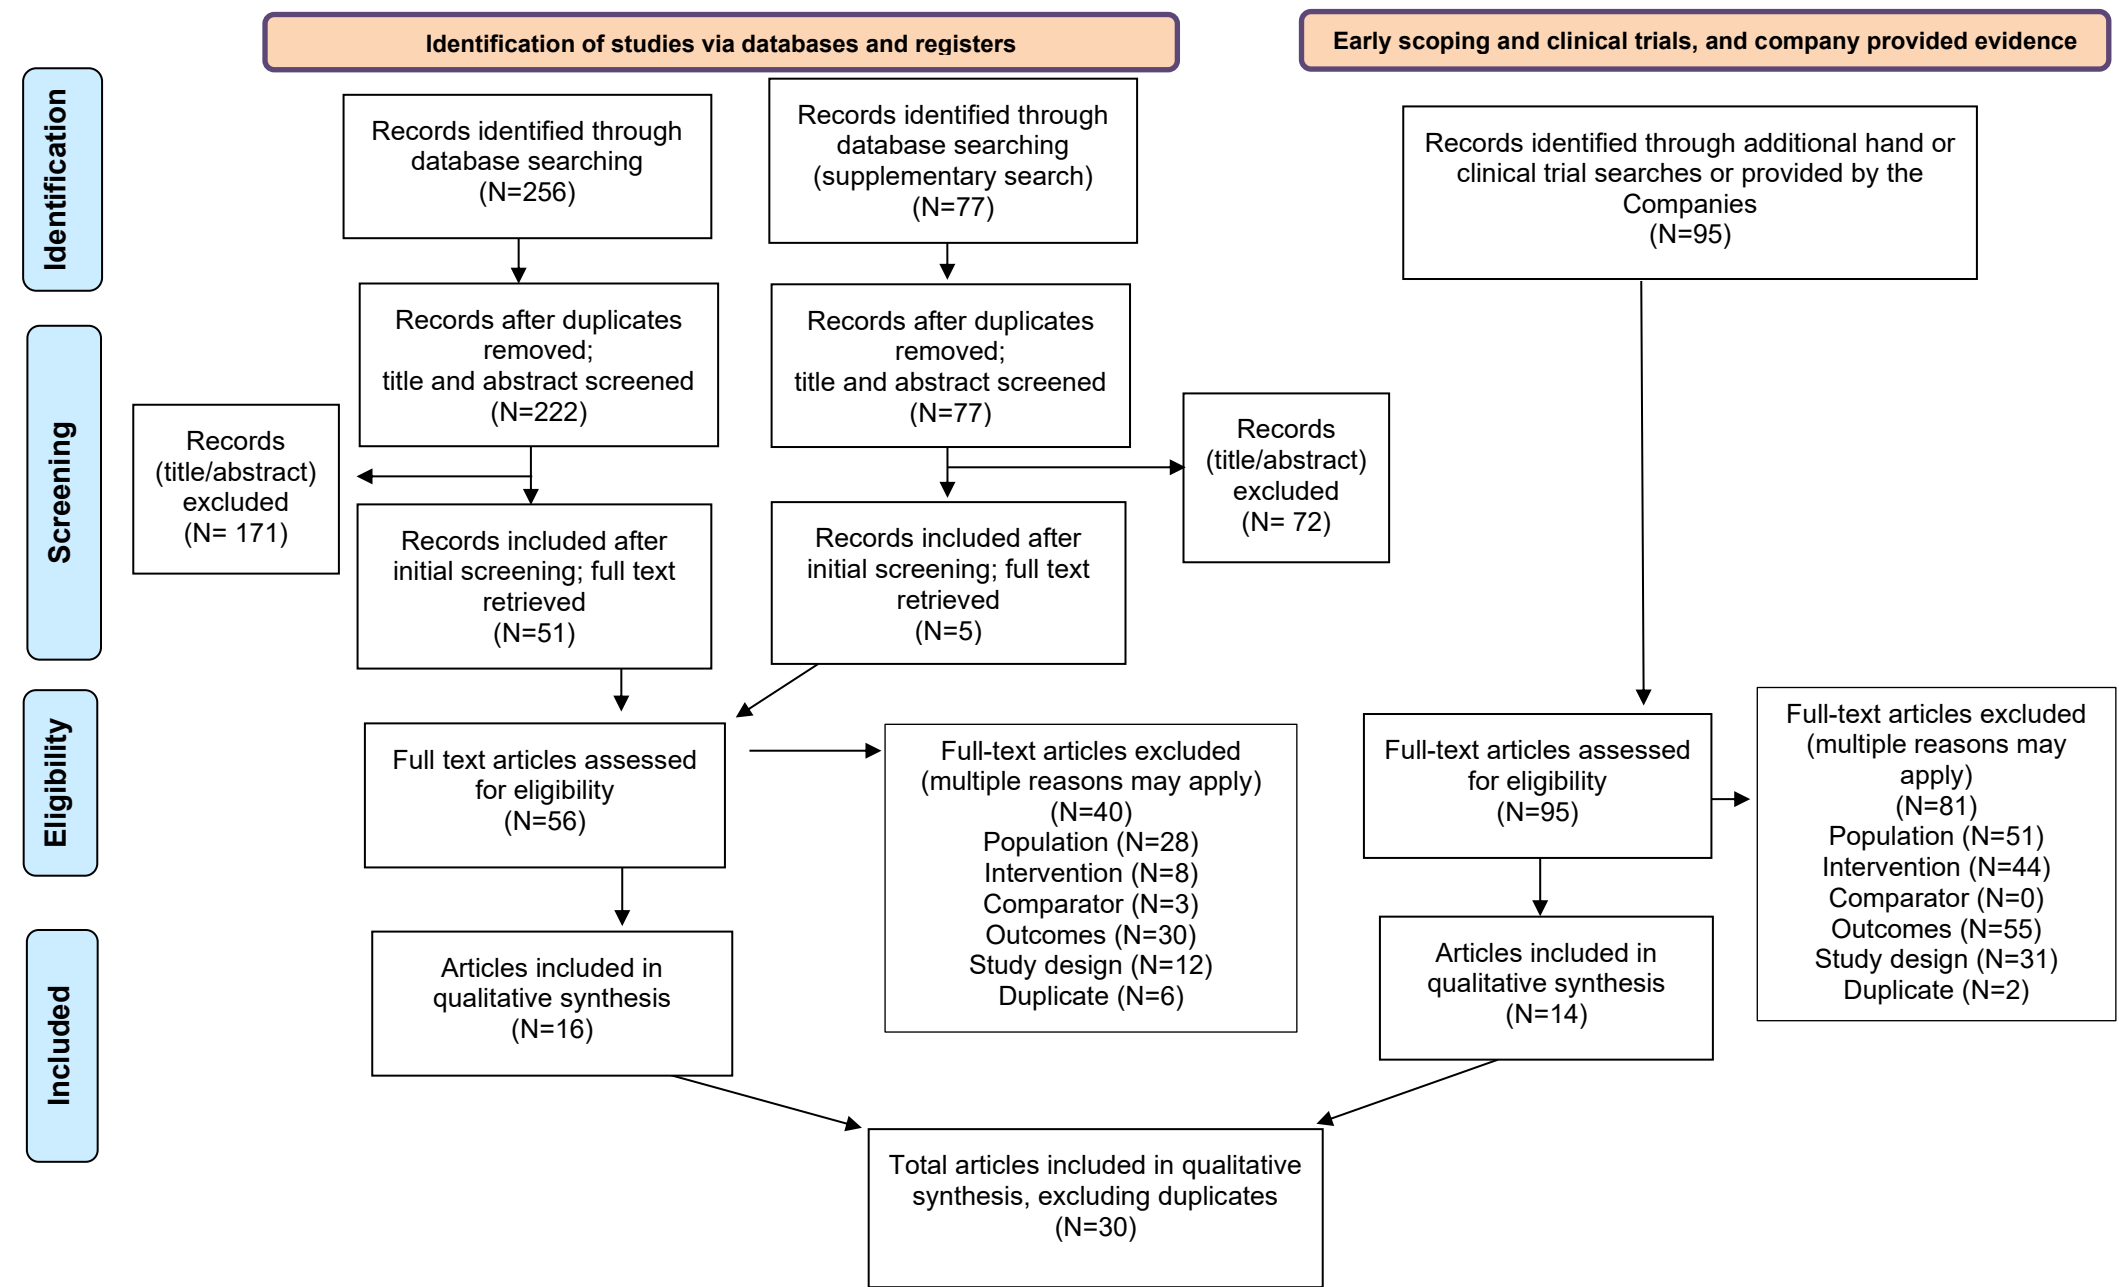 Identification of studies via databases and registers
Early scoping and clinical trials, and company provided evidence
Identification
Records identified through
database searching
(N=256)
Records identified through
database searching
(supplementary search)
(N=77)
Records identified through additional hand or
clinical trial searches or provided by the
Companies
(N=95)
Screening
Records after duplicates
removed;
title and abstract screened
(N=222)
Records after duplicates
removed;
title and abstract screened
(N=77)
Records
(title/abstract)
excluded
(N= 171)
Records
(title/abstract)
excluded
(N= 72)
Records included after
initial screening; full text
retrieved
(N=51)
Records included after
initial screening; full text
retrieved
(N=5)
Eligibility
Full text articles assessed
for eligibility
(N=56)
Full-text articles excluded
(multiple reasons may apply)
(N=40)
Population (N=28)
Intervention (N=8)
Comparator (N=3)
Outcomes (N=30)
Study design (N=12)
Duplicate (N=6)
Full-text articles assessed
for eligibility
(N=95)
Full-text articles excluded
(multiple reasons may
apply)
(N=81)
Population (N=51)
Intervention (N=44)
Comparator (N=0)
Outcomes (N=55)
Study design (N=31)
Duplicate (N=2)
Included
Articles included in
qualitative synthesis
(N=16)
Articles included in
qualitative synthesis
(N=14)
Total articles included in qualitative
synthesis, excluding duplicates
(N=30)